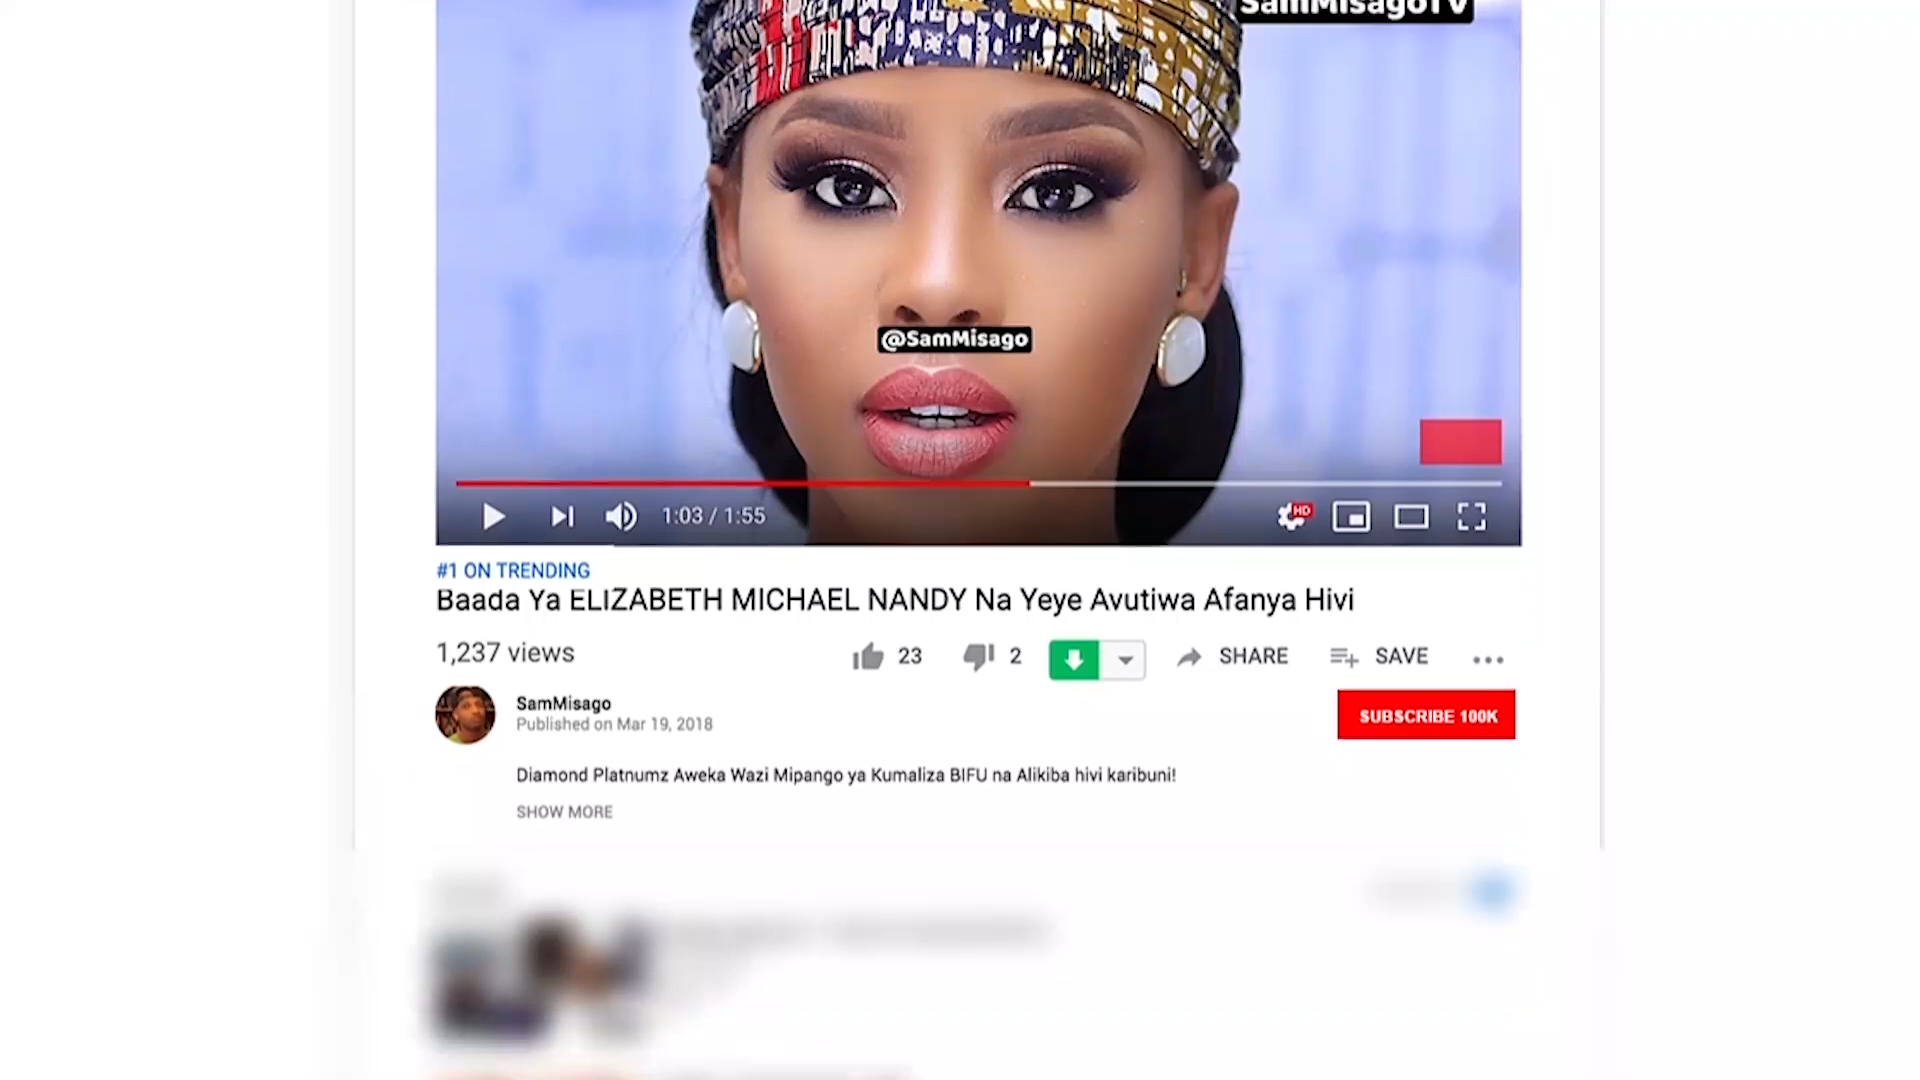 SamMisagoTV
@SamMisago
1:03 / 1:55
HD
#1 ON TRENDING
Baada Ya ELIZABETH MICHAEL NANDY Na Yeye Avutiwa Afanya Hivi
1,237 views
23
2
SHARE
SAVE
SamMisago
Published on Mar 19, 2018
SUBSCRIBE 100K
Diamond Platnumz Aweka Wazi Mipango ya Kumaliza BIFU na Alikiba hivi karibuni!
SHOW MORE